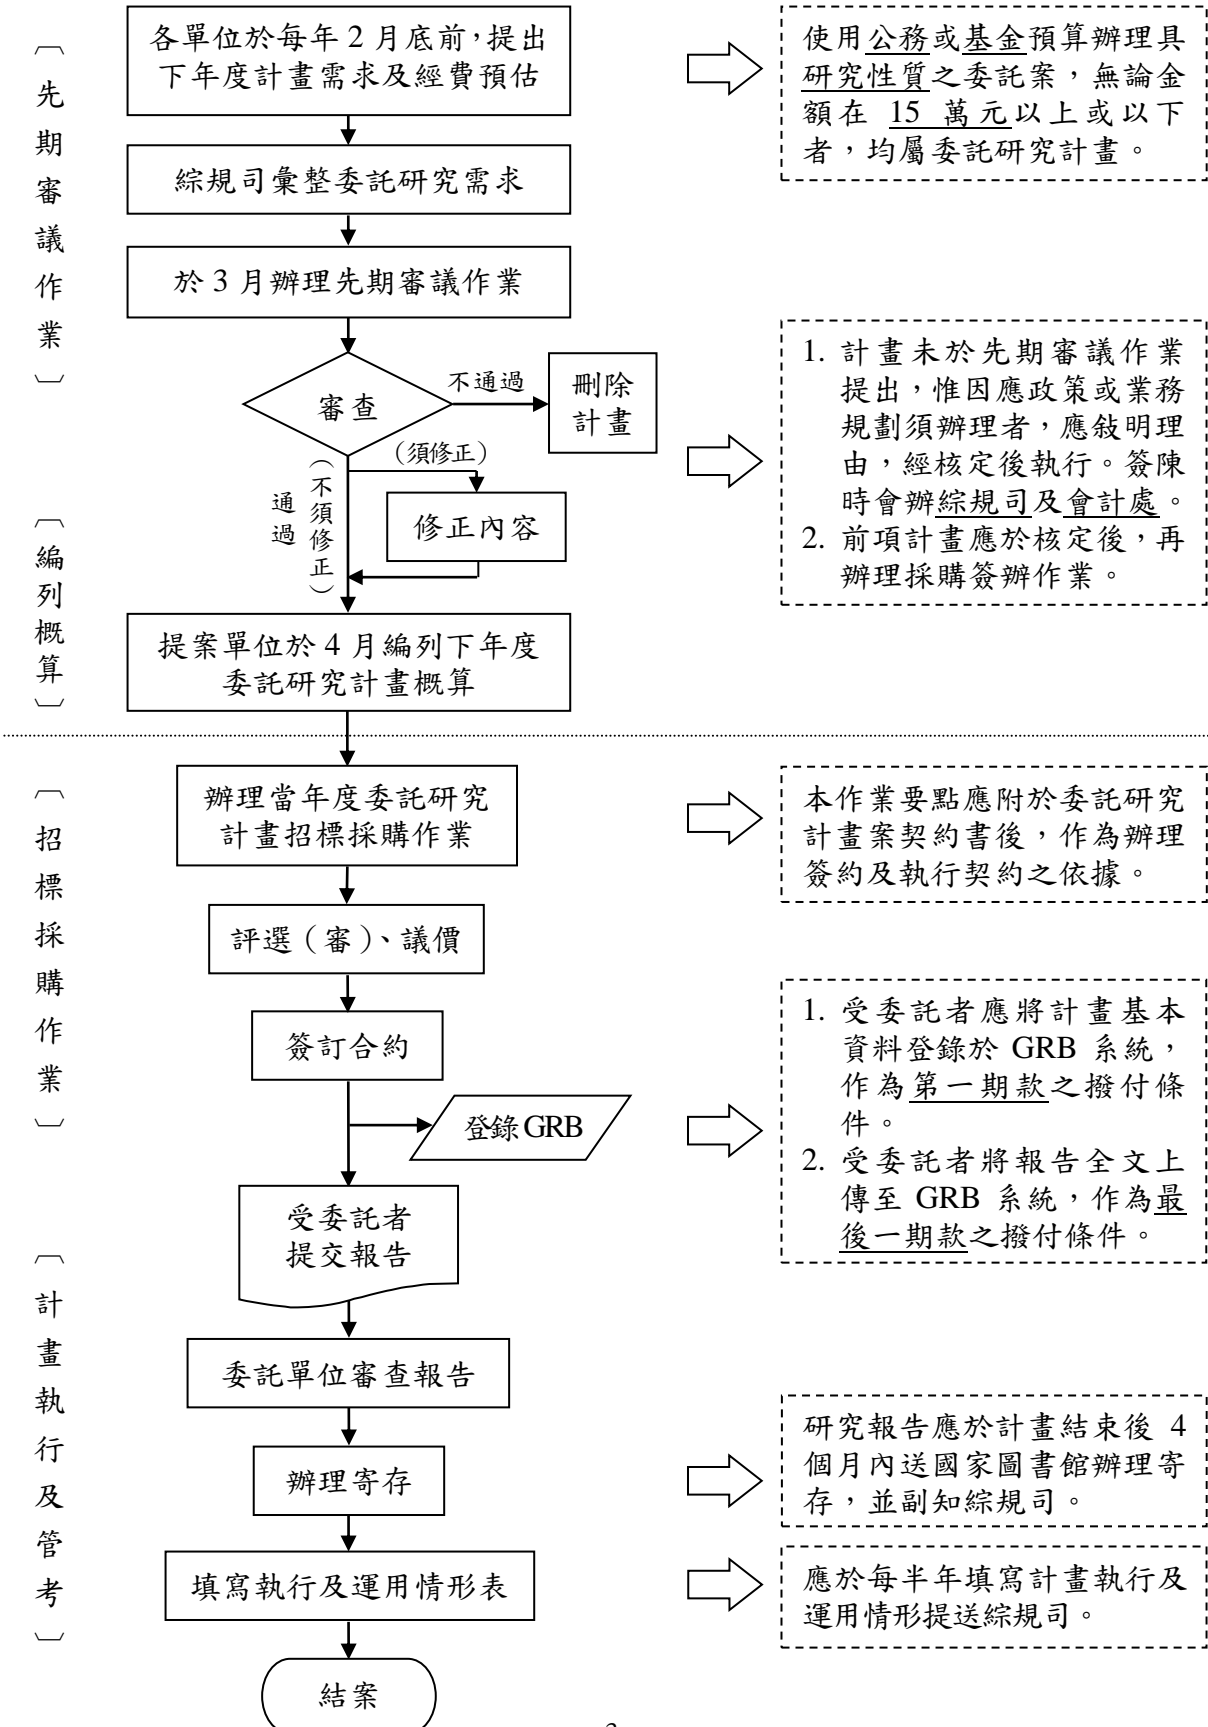 〔先期審議作業〕
各單位於每年 2 月底前，提出
下年度計畫需求及經費預估
使用公務或基金預算辦理具
研究性質之委託案，無論金
額在 15 萬元以上或以下
者，均屬委託研究計畫。
綜規司彙整委託研究需求
於 3 月辦理先期審議作業
審查
不通過
刪除
計畫
（須修正）
通過
（不須修正）
修正內容
1. 計畫未於先期審議作業
提出，惟因應政策或業務
規劃須辦理者，應敍明理
由，經核定後執行。簽陳
時會辦綜規司及會計處。
2. 前項計畫應於核定後，再
辦理採購簽辦作業。
〔編列概算〕
提案單位於 4 月編列下年度
委託研究計畫概算
〔招標採購作業〕
辦理當年度委託研究
計畫招標採購作業
本作業要點應附於委託研究
計畫案契約書後，作為辦理
簽約及執行契約之依據。
評選（審）、議價
簽訂合約
登錄 GRB
1. 受委託者應將計畫基本
資料登錄於 GRB 系統，
作為第一期款之撥付條
件。
2. 受委託者將報告全文上
傳至 GRB 系統，作為最
後一期款之撥付條件。
〔計畫執行及管考〕
受委託者
提交報告
委託單位審查報告
辦理寄存
研究報告應於計畫結束後 4
個月內送國家圖書館辦理寄
存，並副知綜規司。
填寫執行及運用情形表
應於每半年填寫計畫執行及
運用情形提送綜規司。
結案